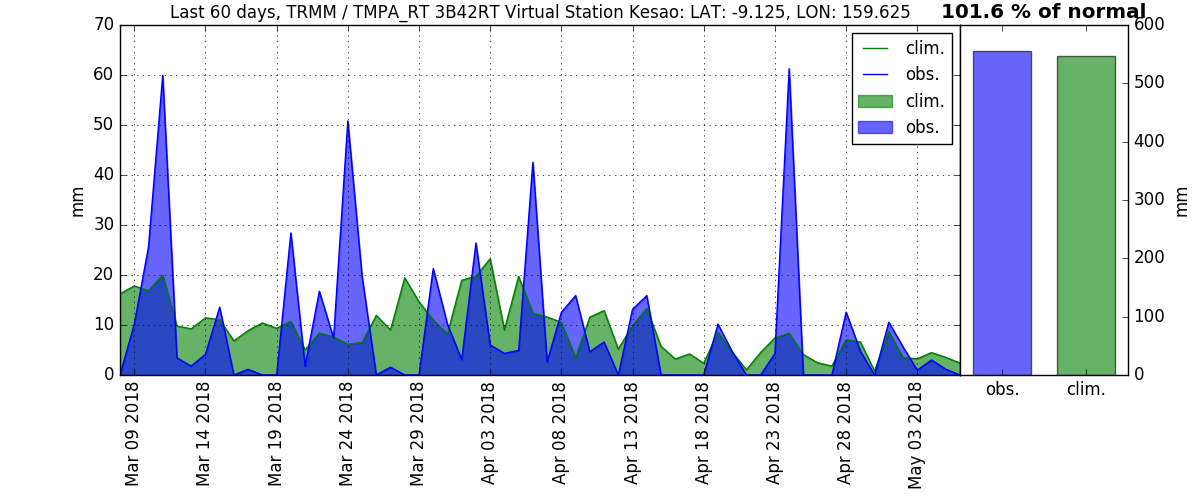 Last 60 days, TRMM / TMPA_RT 3B42RT Virtual Station Kesao: LAT: -9.125, LON: 159.625
101.6 % of normal
70
60
50
40
30
20
10
0
mm
clim.
obs.
clim.
obs.
600
500
400
300
200
100
0
mm
obs.
clim.
Mar 09 2018
Mar 14 2018
Mar 19 2018
Mar 24 2018
Mar 29 2018
Apr 03 2018
Apr 08 2018
Apr 13 2018
Apr 18 2018
Apr 23 2018
Apr 28 2018
May 03 2018